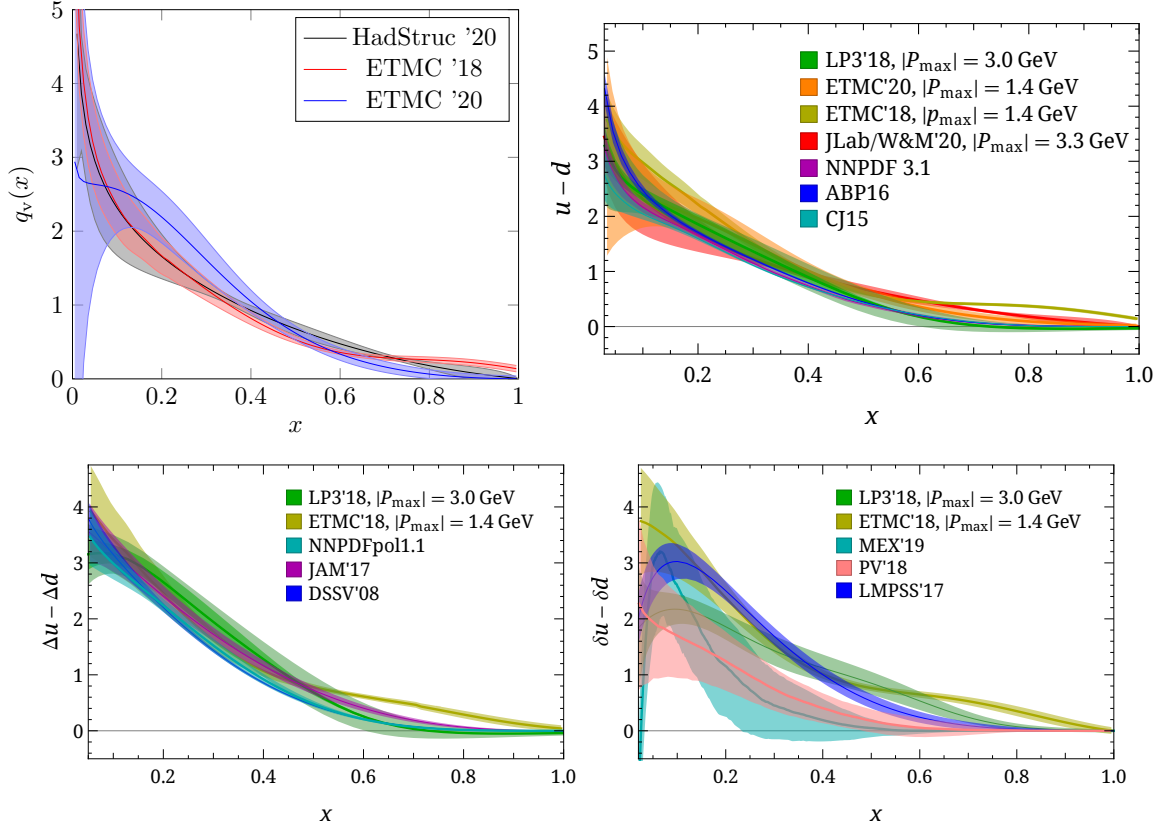 5
4
3
2
1
0
q_v(x)
HadStruc '20
ETMC '18
ETMC '20
0 0.2 0.4 0.6 0.8 1
x
5
4
3
2
1
0
u – d
LP3'18, |P_max| = 3.0 GeV
ETMC'20, |P_max| = 1.4 GeV
ETMC'18, |p_max| = 1.4 GeV
JLab/W&M'20, |P_max| = 3.3 GeV
NNPDF 3.1
ABP16
CJ15
0.2 0.4 0.6 0.8 1.0
x
4
3
2
1
0
Δu – Δd
LP3'18, |P_max| = 3.0 GeV
ETMC'18, |P_max| = 1.4 GeV
NNPDFpol1.1
JAM'17
DSSV'08
0.2 0.4 0.6 0.8 1.0
x
4
3
2
1
0
δu – δd
LP3'18, |P_max| = 3.0 GeV
ETMC'18, |P_max| = 1.4 GeV
MEX'19
PV'18
LMPSS'17
0.2 0.4 0.6 0.8 1.0
x